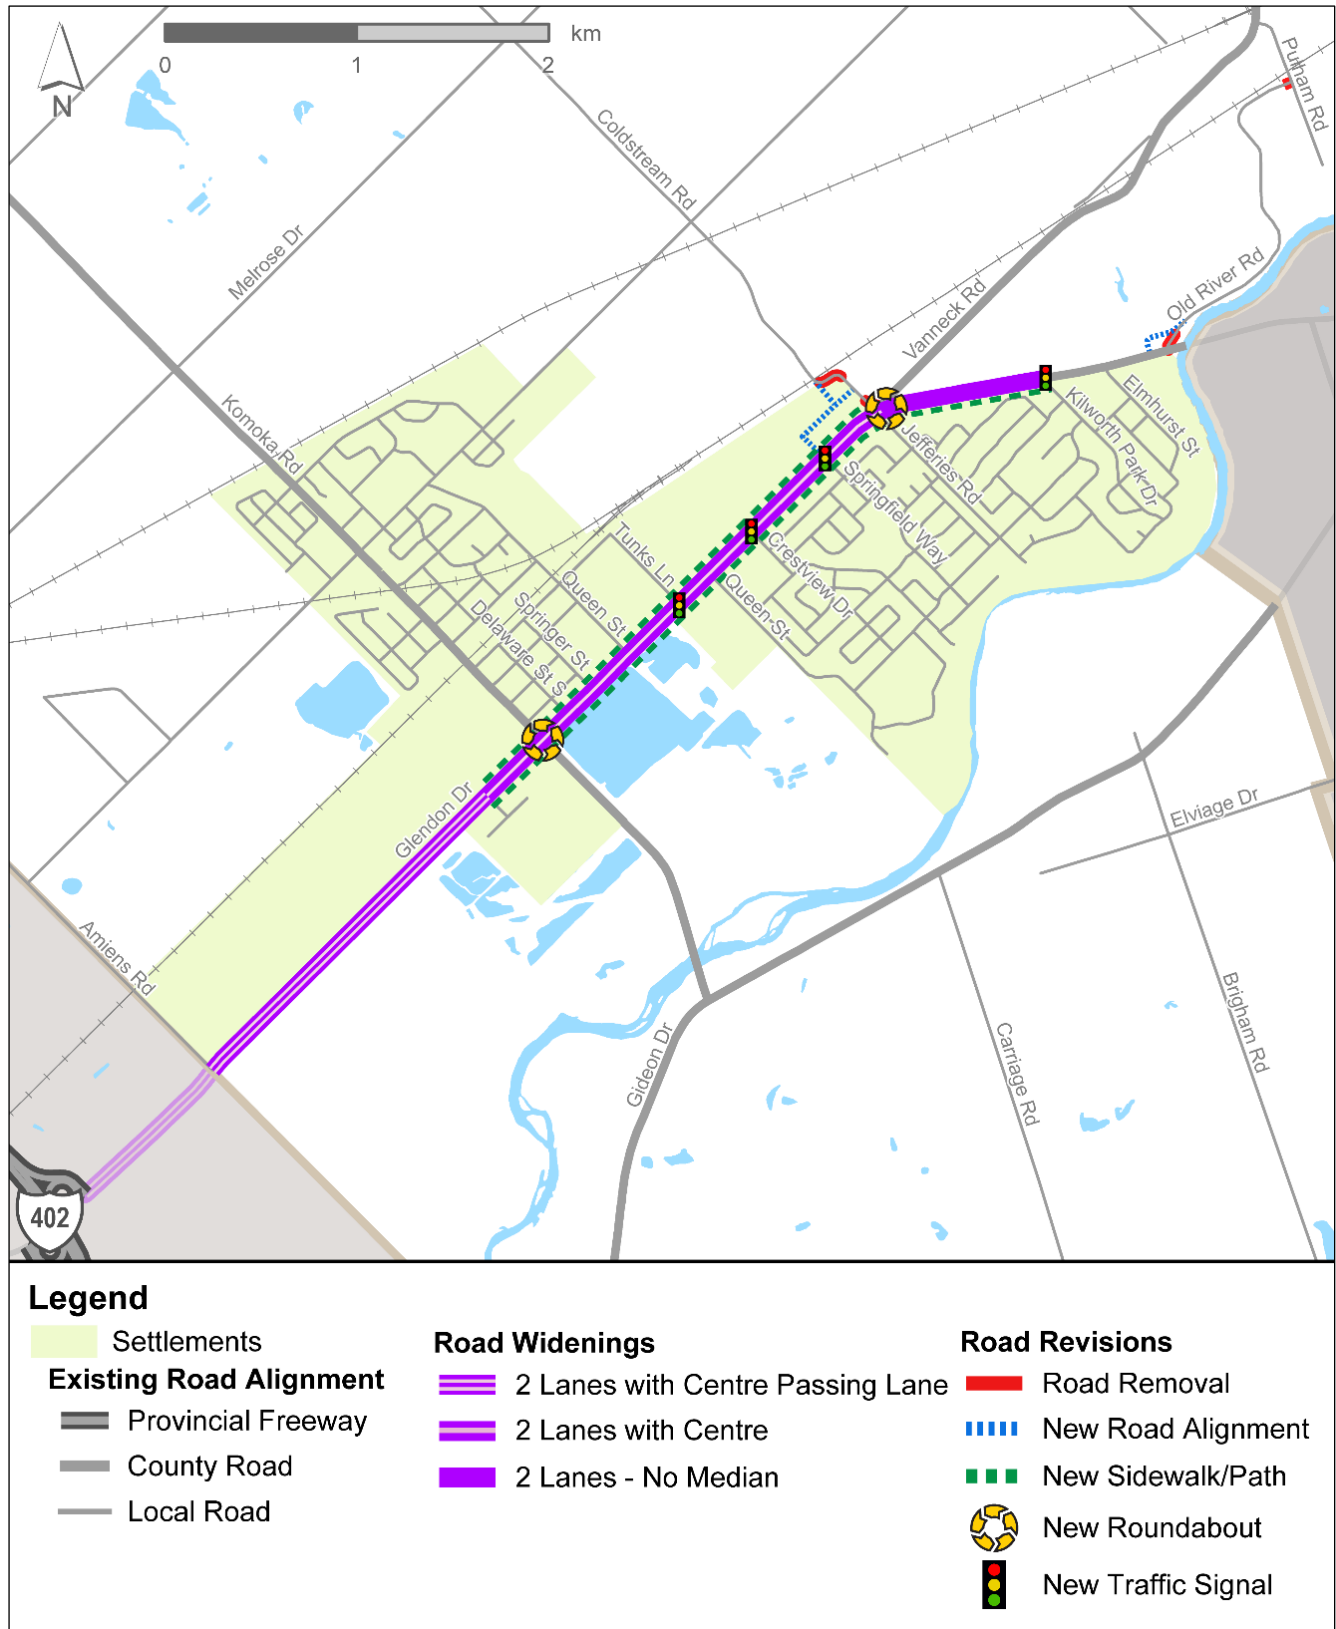 km
0 1 2
N
Pulham Rd
Coldstream Rd
Melrose Dr
Old River Rd
Vanneck Rd
Komoka Rd
Elmhurst St
Kilworth Park Dr
Jefferies Rd
Springfield Way
Tunks Ln
Crestview Dr
Queen St
Queen St
Springer St
Delaware St S
Glendon Dr
Elviage Dr
Amiens Rd
Gideon Dr
Carriage Rd
Brigham Rd
402
Legend
Settlements
Existing Road Alignment
Provincial Freeway
County Road
Local Road
Road Widenings
2 Lanes with Centre Passing Lane
2 Lanes with Centre
2 Lanes - No Median
Road Revisions
Road Removal
New Road Alignment
New Sidewalk/Path
New Roundabout
New Traffic Signal